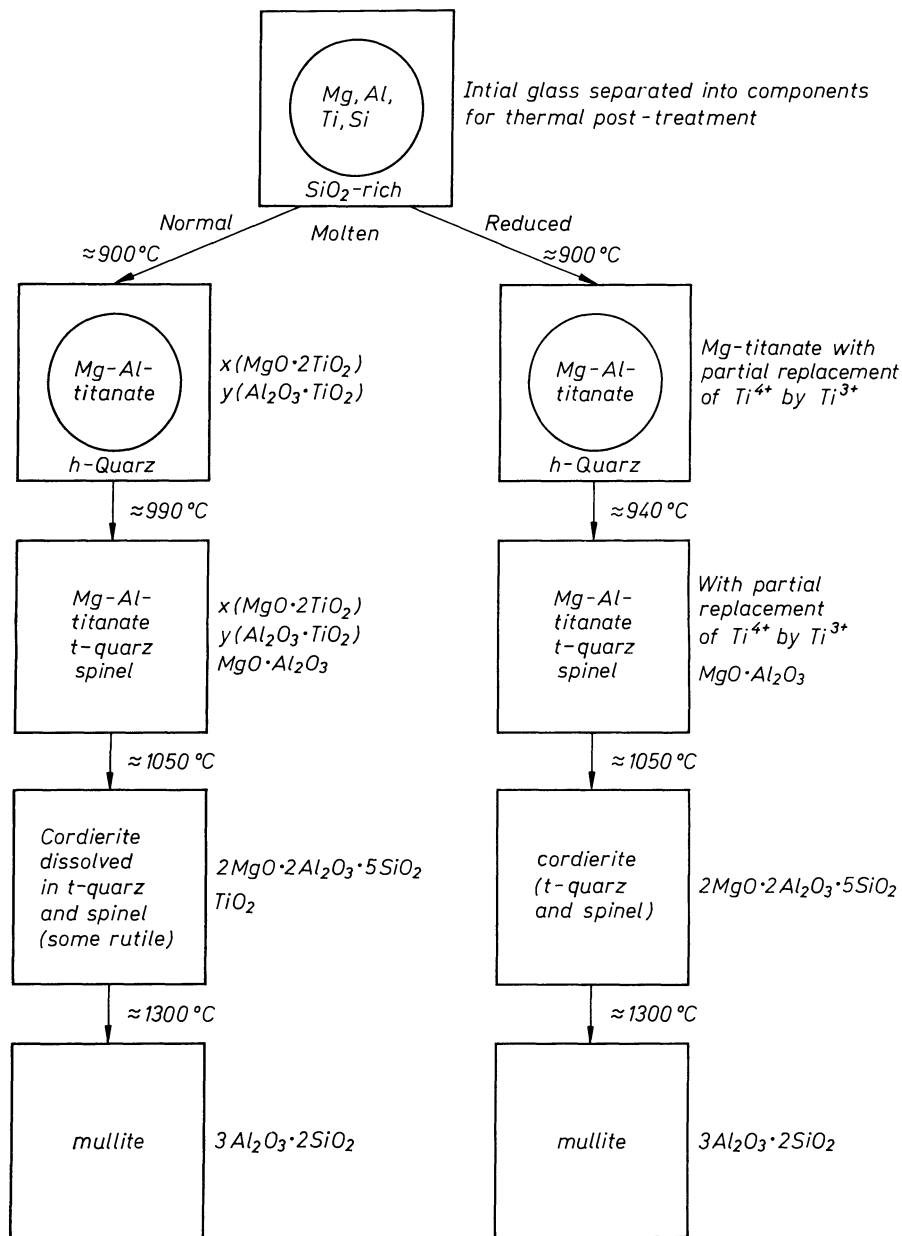 Mg, Al,
Ti, Si
SiO₂-rich
Intial glass separated into components
for thermal post-treatment
Normal
Molten
Reduced
≈900°C
≈900°C
Mg-Al-
titanate
h-Quarz
x(MgO·2TiO₂)
y(Al₂O₃·TiO₂)
Mg-Al-
titanate
h-Quarz
Mg-titanate with
partial replacement
of Ti⁴⁺ by Ti³⁺
≈990°C
≈940°C
Mg-Al-
titanate
t-quarz
spinel
x(MgO·2TiO₂)
y(Al₂O₃·TiO₂)
MgO·Al₂O₃
Mg-Al-
titanate
t-quarz
spinel
With partial
replacement
of Ti⁴⁺ by Ti³⁺
MgO·Al₂O₃
≈1050°C
≈1050°C
Cordierite
dissolved
in t-quarz
and spinel
(some rutile)
2MgO·2Al₂O₃·5SiO₂
TiO₂
cordierite
(t-quarz
and spinel)
2MgO·2Al₂O₃·5SiO₂
≈1300°C
≈1300°C
mullite
3Al₂O₃·2SiO₂
mullite
3Al₂O₃·2SiO₂